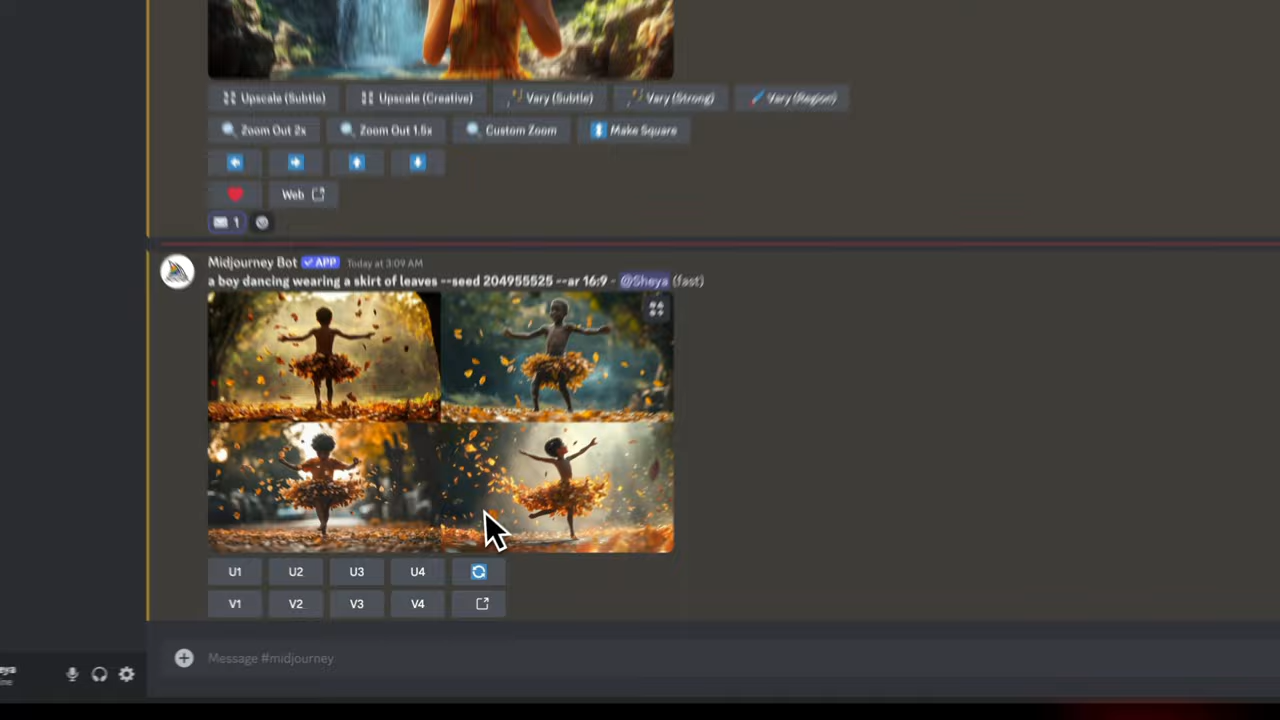 Upscale (Subtle) Upscale (Creative) Vary (Subtle) Vary (Strong) Vary (Region)
Zoom Out 2x Zoom Out 1.5x Custom Zoom Make Square
Web
1
Midjourney Bot APP Today at 3:09 AM
a boy dancing wearing a skirt of leaves --seed 204955525 --ar 16:9 - @Sheya (fast)
U1 U2 U3 U4
V1 V2 V3 V4
Message #midjourney